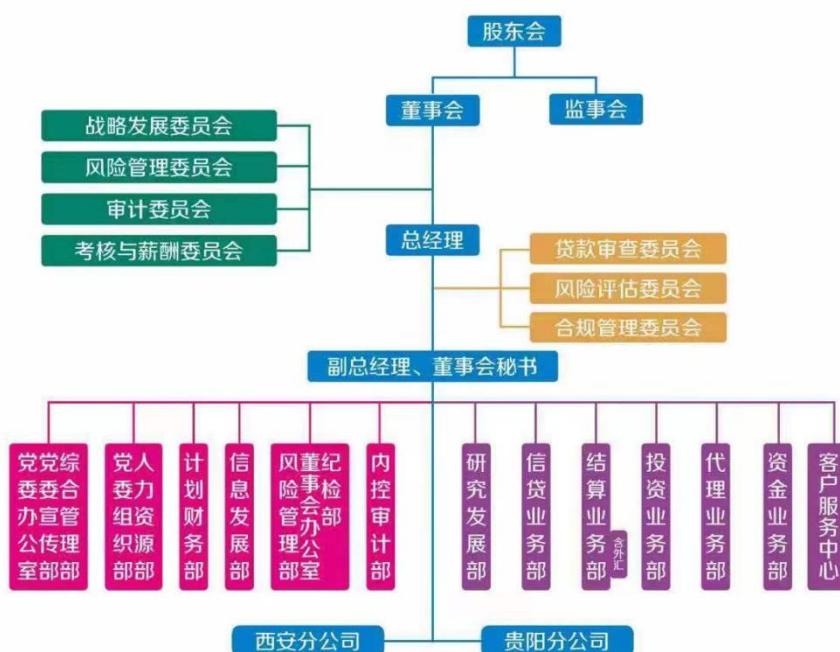 股东会
董事会
监事会
战略发展委员会
风险管理委员会
审计委员会
考核与薪酬委员会
总经理
贷款审查委员会
风险评估委员会
合规管理委员会
副总经理、董事会秘书
综合管理部
党委宣传部
党委办公室
人力资源部
党委组织部
计划财务部
信息发展部
纪检部
董事会办公室
风险管理部
内控审计部
研究发展部
信贷业务部
结算业务部
含外汇
投资业务部
代理业务部
资金业务部
客户服务中心
西安分公司
贵阳分公司